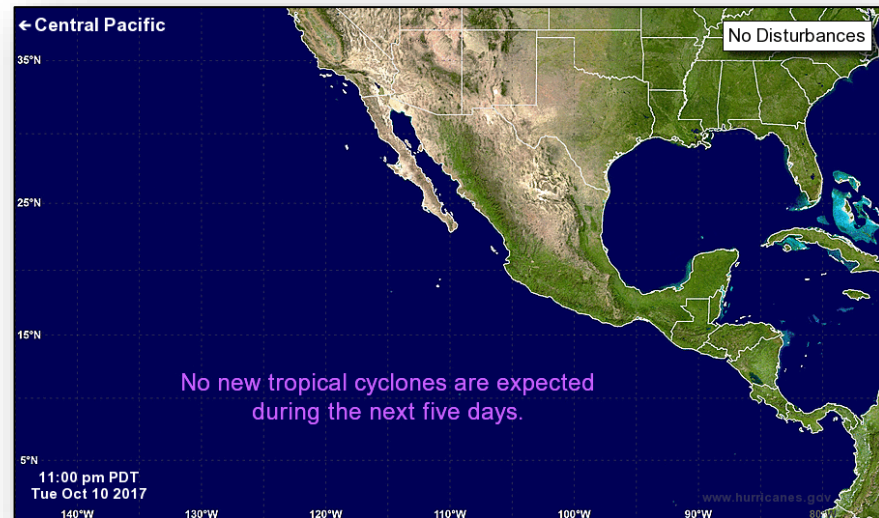 ← Central Pacific
No Disturbances
35°N
25°N
15°N
No new tropical cyclones are expected
during the next five days.
5°N
11:00 pm PDT
Tue Oct 10 2017
www.hurricanes.gov
140°W 130°W 120°W 110°W 100°W 90°W 80°W